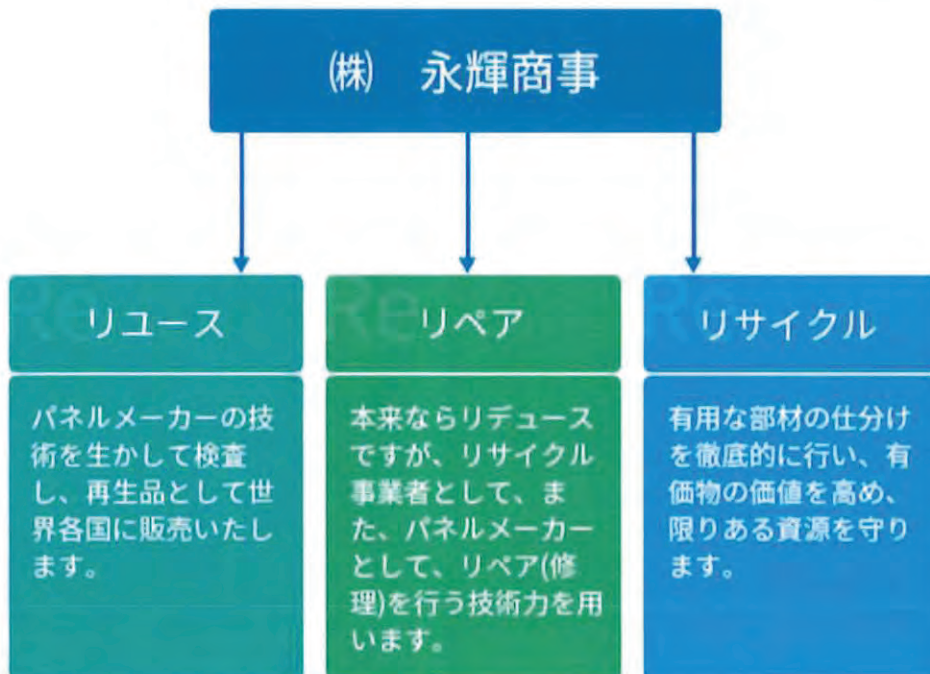 ㈱ 永輝商事
リユース
パネルメーカーの技
術を生かして検査
し、再生品として世
界各国に販売いたし
ます。
リペア
本来ならリデュース
ですが、リサイクル
事業者として、ま
た、パネルメーカー
として、リペア(修
理)を行う技術力を用
います。
リサイクル
有用な部材の仕分け
を徹底的に行い、有
価物の価値を高め、
限りある資源を守り
ます。